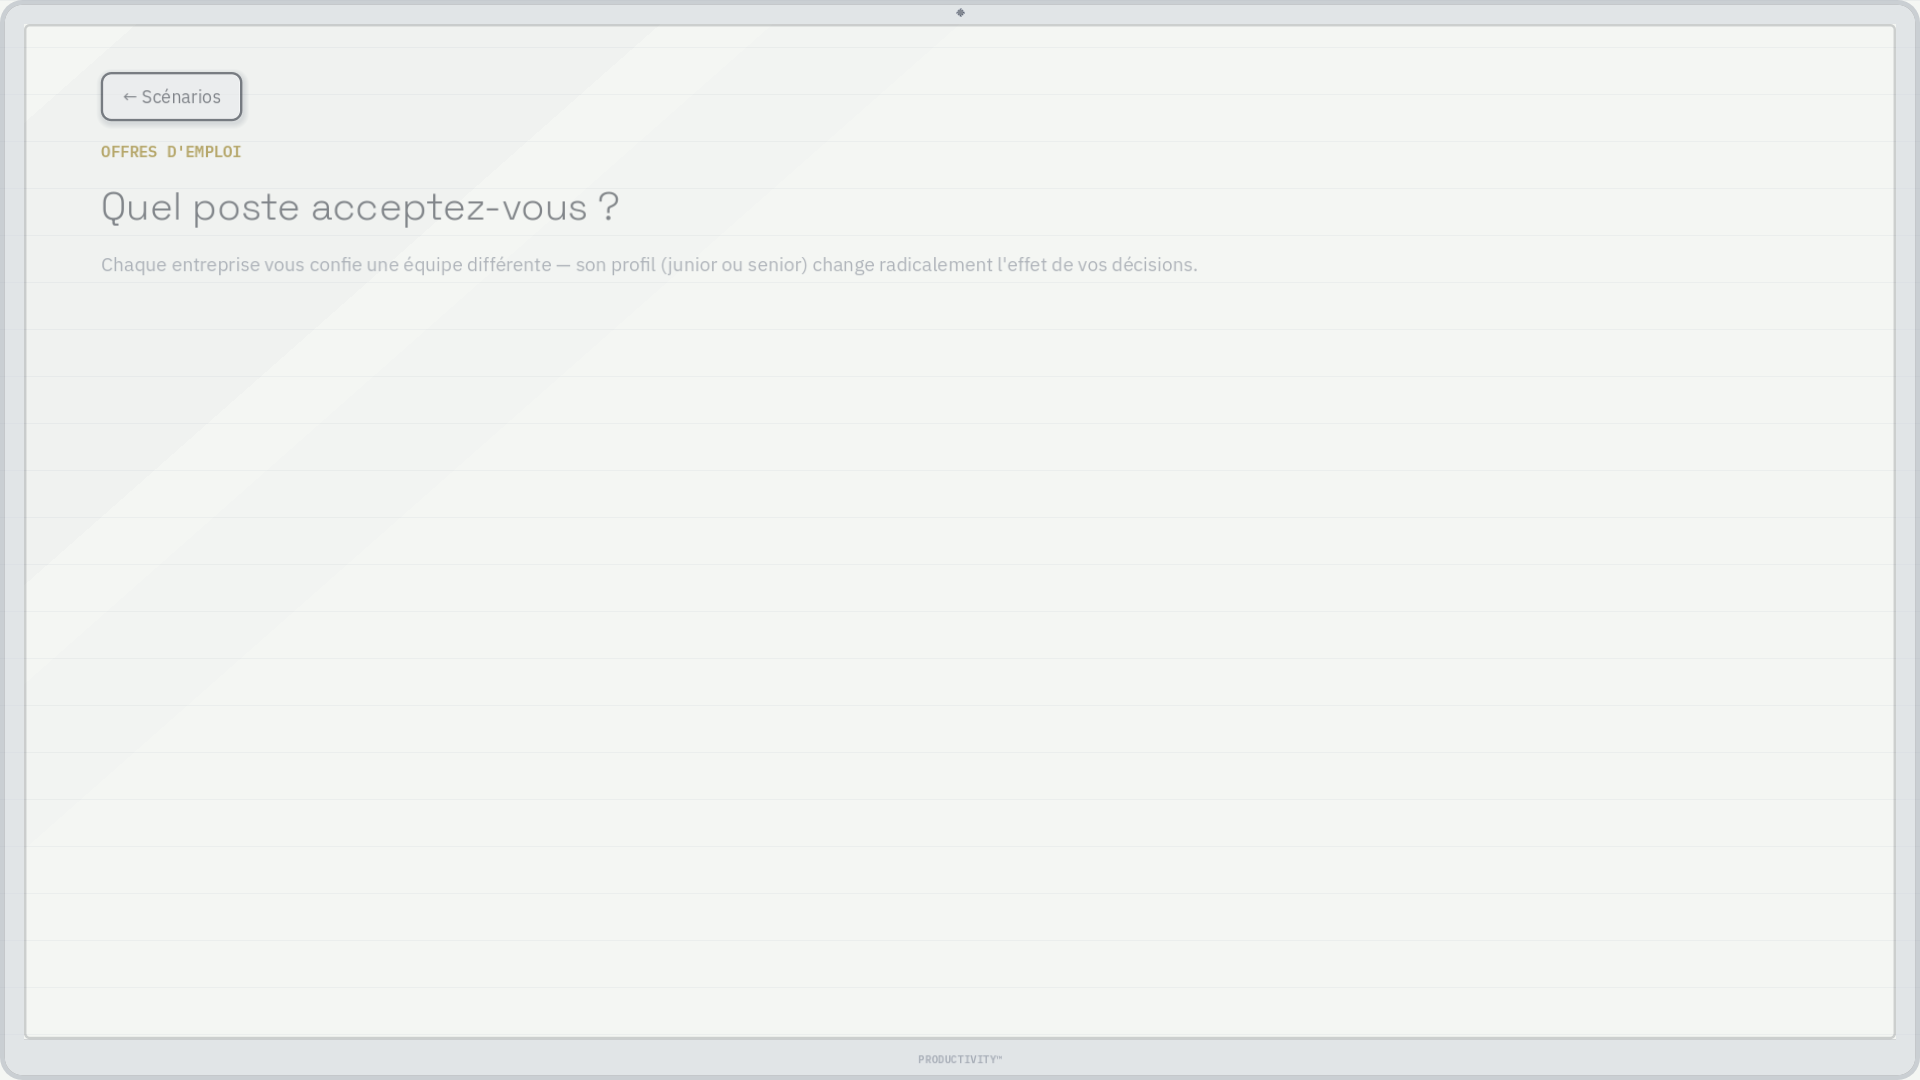 ← Scénarios
OFFRES D'EMPLOI
Quel poste acceptez-vous ?
Chaque entreprise vous confie une équipe différente — son profil (junior ou senior) change radicalement l'effet de vos décisions.
PRODUCTIVITY™